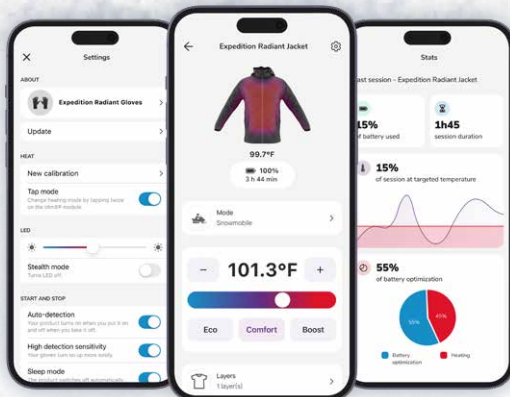 Settings
ABOUT
Expedition Radiant Gloves
Update
HEAT
New calibration
Tap mode
Change heating mode by tapping twice
on the
LED
Stealth mode
Turns LED off
START AND STOP
Auto-detection
Your product turns on when you put it on
and off when you take it off.
High detection sensitivity
Your gloves turn on up more easily.
Sleep mode
The product switches off automatically
Expedition Radiant Jacket
99.7°F
100%
3 h 44 min
Mode
Snowmobile
- 101.3°F +
Eco Comfort Boost
Layers
1 layer(s)
Stats
ast session - Expedition Radiant Jacket
15%
of battery used
1h45
session duration
15%
of session at targeted temperature
55%
of battery optimization
55%
45%
Battery
optimization
Heating